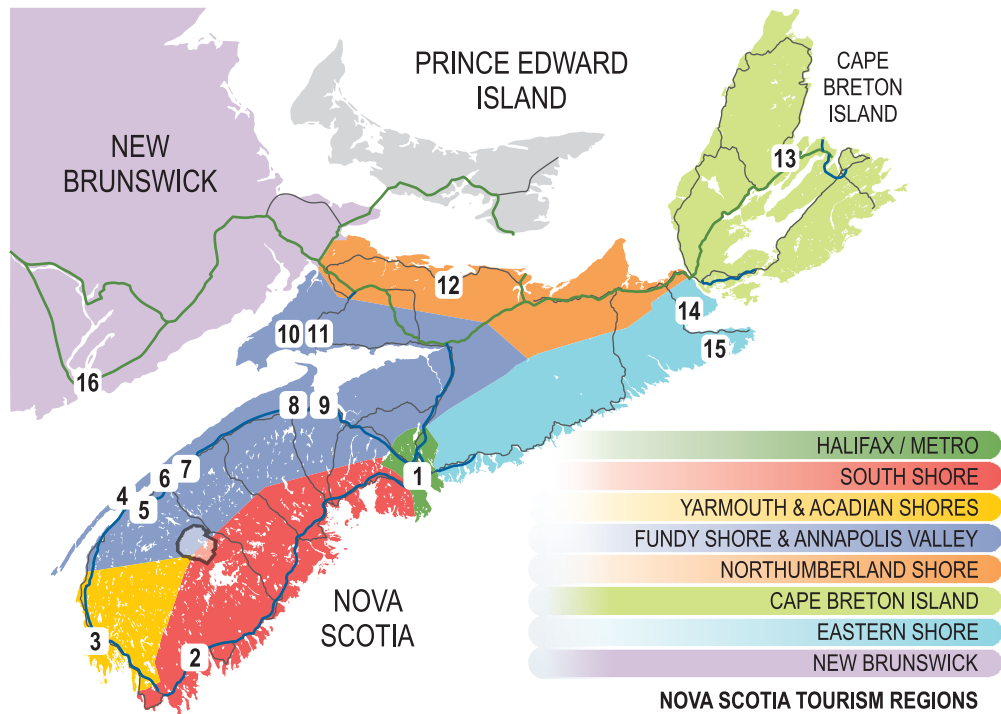 PRINCE EDWARD
ISLAND
CAPE
BRETON
ISLAND
NEW
BRUNSWICK
13
12
14
10 11
15
16
8 9
1
6 7
4
5
3
2
NOVA
SCOTIA
HALIFAX / METRO
SOUTH SHORE
YARMOUTH & ACADIAN SHORES
FUNDY SHORE & ANNAPOLIS VALLEY
NORTHUMBERLAND SHORE
CAPE BRETON ISLAND
EASTERN SHORE
NEW BRUNSWICK
NOVA SCOTIA TOURISM REGIONS